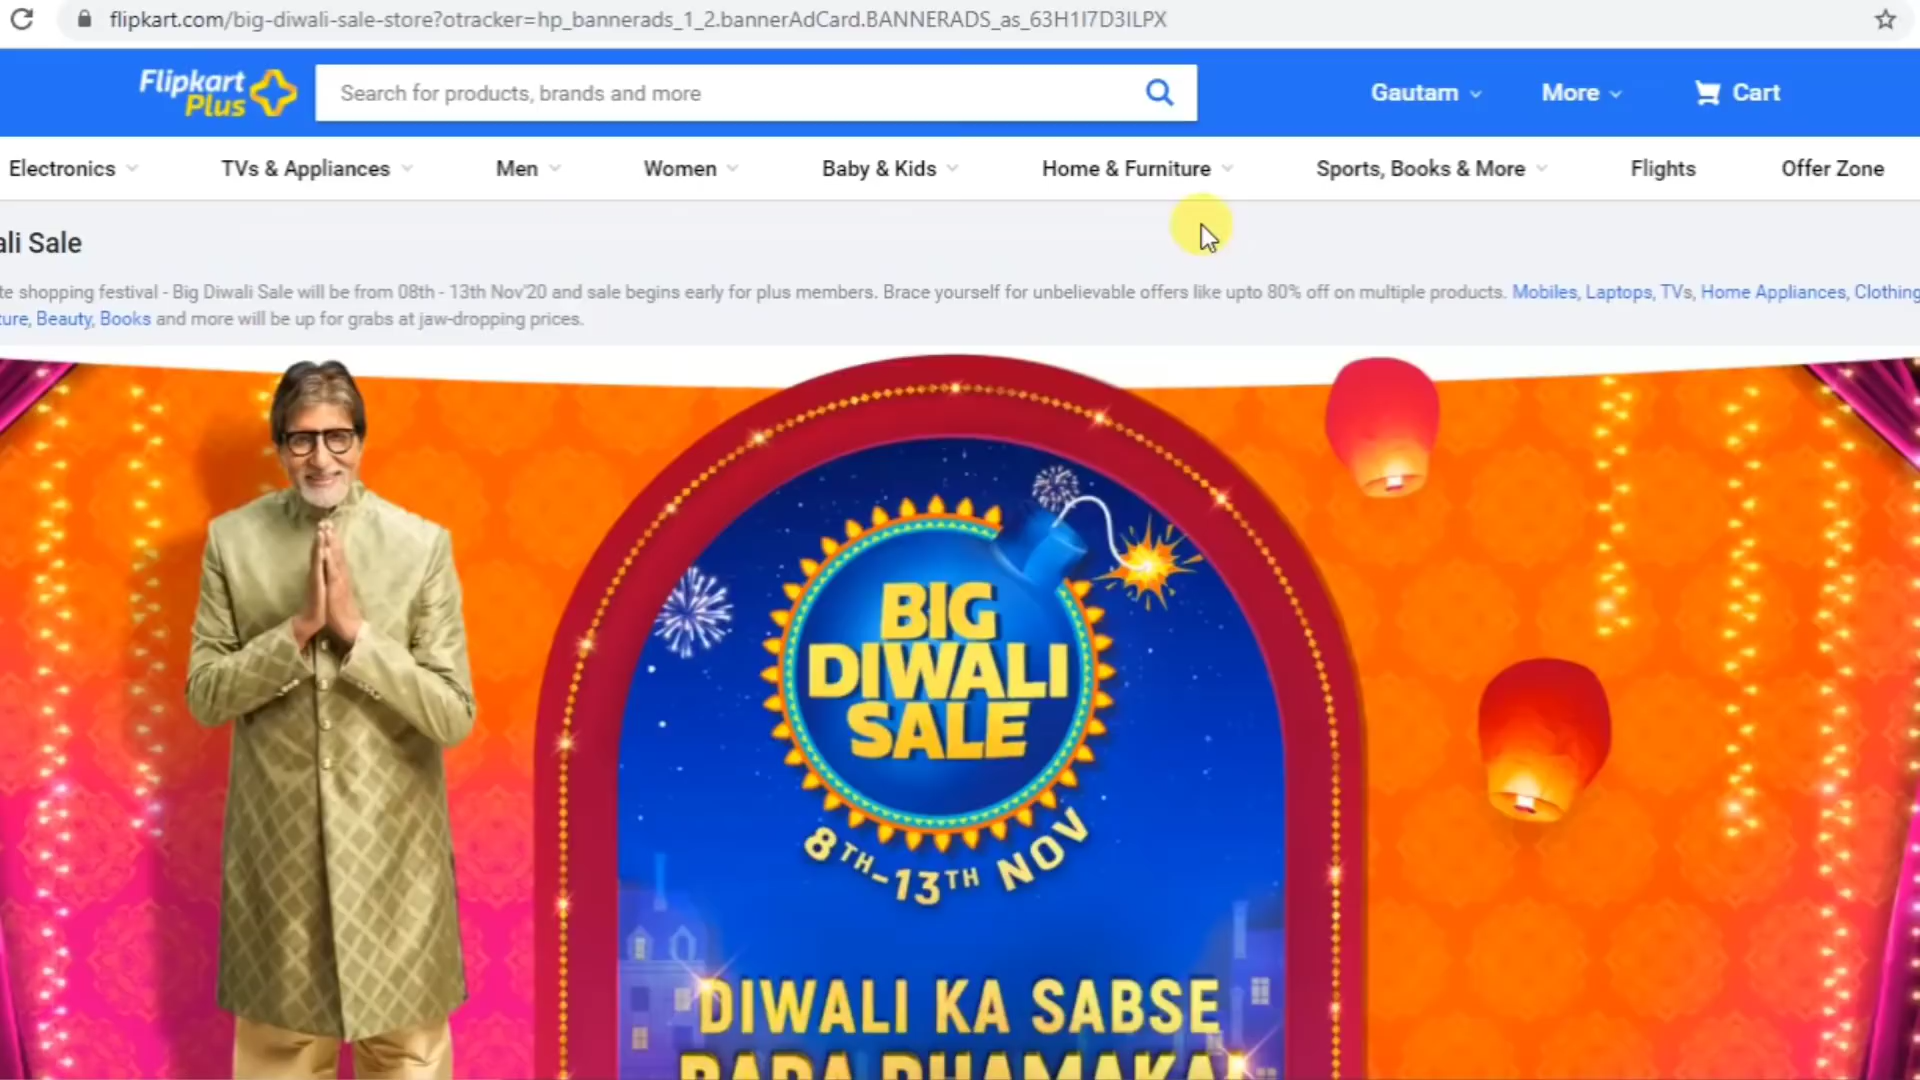 flipkart.com/big-diwali-sale-store?otracker=hp_bannerads_1_2.bannerAdCard.BANNERADS_as_63H1I7D3ILPX
Flipkart
Plus
Search for products, brands and more
Gautam
More
Cart
Electronics
TVs & Appliances
Men
Women
Baby & Kids
Home & Furniture
Sports, Books & More
Flights
Offer Zone
ali Sale
te shopping festival - Big Diwali Sale will be from 08th - 13th Nov'20 and sale begins early for plus members. Brace yourself for unbelievable offers like upto 80% off on multiple products. Mobiles, Laptops, TVs, Home Appliances, Clothing
ture, Beauty, Books and more will be up for grabs at jaw-dropping prices.
BIG
DIWALI
SALE
8TH-13TH NOV
DIWALI KA SABSE
BADA DHAMAKA